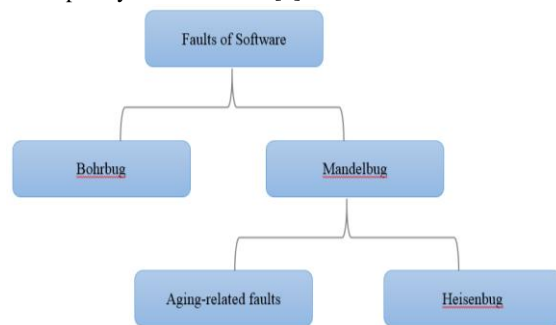 Faults of Software
Bohrbug
Mandelbug
Aging-related faults
Heisenbug